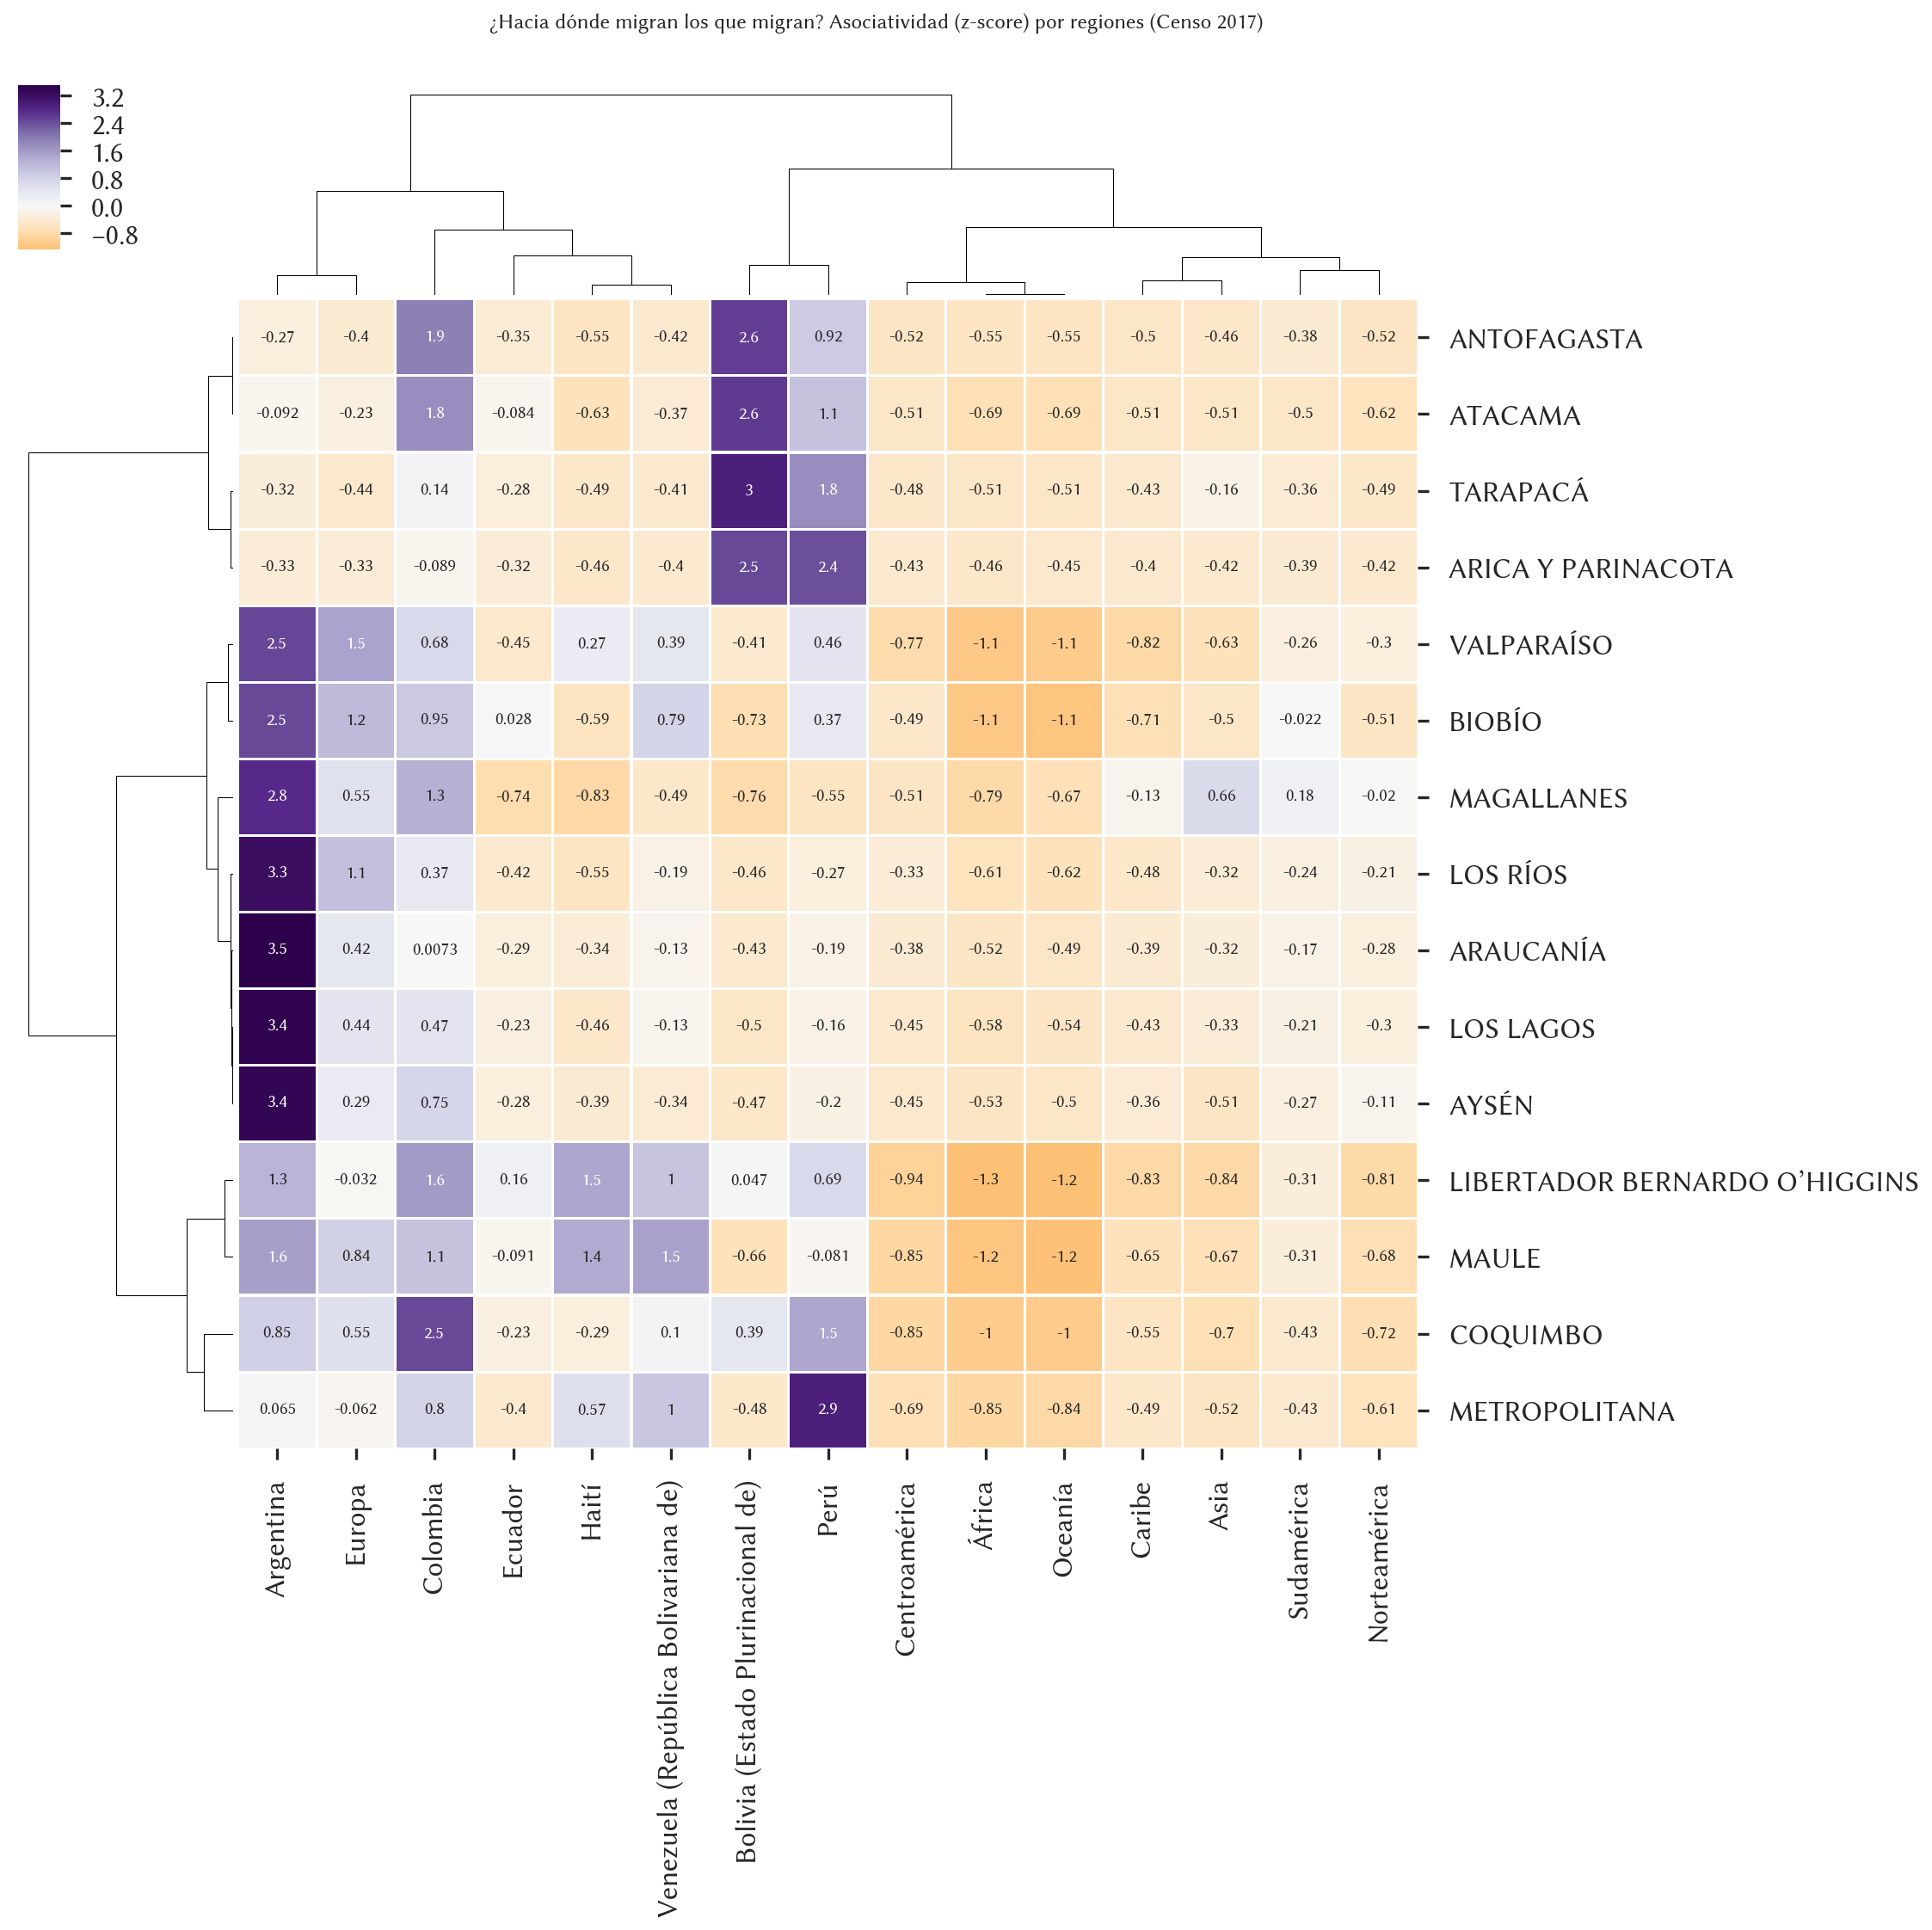 ¿Hacia dónde migran los que migran? Asociatividad (z-score) por regiones (Censo 2017)
3.2
2.4
1.6
0.8
0.0
−0.8
-0.27 -0.4 1.9 -0.35 -0.55 -0.42 2.6 0.92 -0.52 -0.55 -0.55 -0.5 -0.46 -0.38 -0.52 ANTOFAGASTA
-0.092 -0.23 1.8 -0.084 -0.63 -0.37 2.6 1.1 -0.51 -0.69 -0.69 -0.51 -0.51 -0.5 -0.62 ATACAMA
-0.32 -0.44 0.14 -0.28 -0.49 -0.41 3 1.8 -0.48 -0.51 -0.51 -0.43 -0.16 -0.36 -0.49 TARAPACÁ
-0.33 -0.33 -0.089 -0.32 -0.46 -0.4 2.5 2.4 -0.43 -0.46 -0.45 -0.4 -0.42 -0.39 -0.42 ARICA Y PARINACOTA
2.5 1.5 0.68 -0.45 0.27 0.39 -0.41 0.46 -0.77 -1.1 -1.1 -0.82 -0.63 -0.26 -0.3 VALPARAÍSO
2.5 1.2 0.95 0.028 -0.59 0.79 -0.73 0.37 -0.49 -1.1 -1.1 -0.71 -0.5 -0.022 -0.51 BIOBÍO
2.8 0.55 1.3 -0.74 -0.83 -0.49 -0.76 -0.55 -0.51 -0.79 -0.67 -0.13 0.66 0.18 -0.02 MAGALLANES
3.3 1.1 0.37 -0.42 -0.55 -0.19 -0.46 -0.27 -0.33 -0.61 -0.62 -0.48 -0.32 -0.24 -0.21 LOS RÍOS
3.5 0.42 0.0073 -0.29 -0.34 -0.13 -0.43 -0.19 -0.38 -0.52 -0.49 -0.39 -0.32 -0.17 -0.28 ARAUCANÍA
3.4 0.44 0.47 -0.23 -0.46 -0.13 -0.5 -0.16 -0.45 -0.58 -0.54 -0.43 -0.33 -0.21 -0.3 LOS LAGOS
3.4 0.29 0.75 -0.28 -0.39 -0.34 -0.47 -0.2 -0.45 -0.53 -0.5 -0.36 -0.51 -0.27 -0.11 AYSÉN
1.3 -0.032 1.6 0.16 1.5 1 0.047 0.69 -0.94 -1.3 -1.2 -0.83 -0.84 -0.31 -0.81 LIBERTADOR BERNARDO O’HIGGINS
1.6 0.84 1.1 -0.091 1.4 1.5 -0.66 -0.081 -0.85 -1.2 -1.2 -0.65 -0.67 -0.31 -0.68 MAULE
0.85 0.55 2.5 -0.23 -0.29 0.1 0.39 1.5 -0.85 -1 -1 -0.55 -0.7 -0.43 -0.72 COQUIMBO
0.065 -0.062 0.8 -0.4 0.57 1 -0.48 2.9 -0.69 -0.85 -0.84 -0.49 -0.52 -0.43 -0.61 METROPOLITANA
Argentina
Europa
Colombia
Ecuador
Haití
Venezuela (República Bolivariana de)
Bolivia (Estado Plurinacional de)
Perú
Centroamérica
África
Oceanía
Caribe
Asia
Sudamérica
Norteamérica